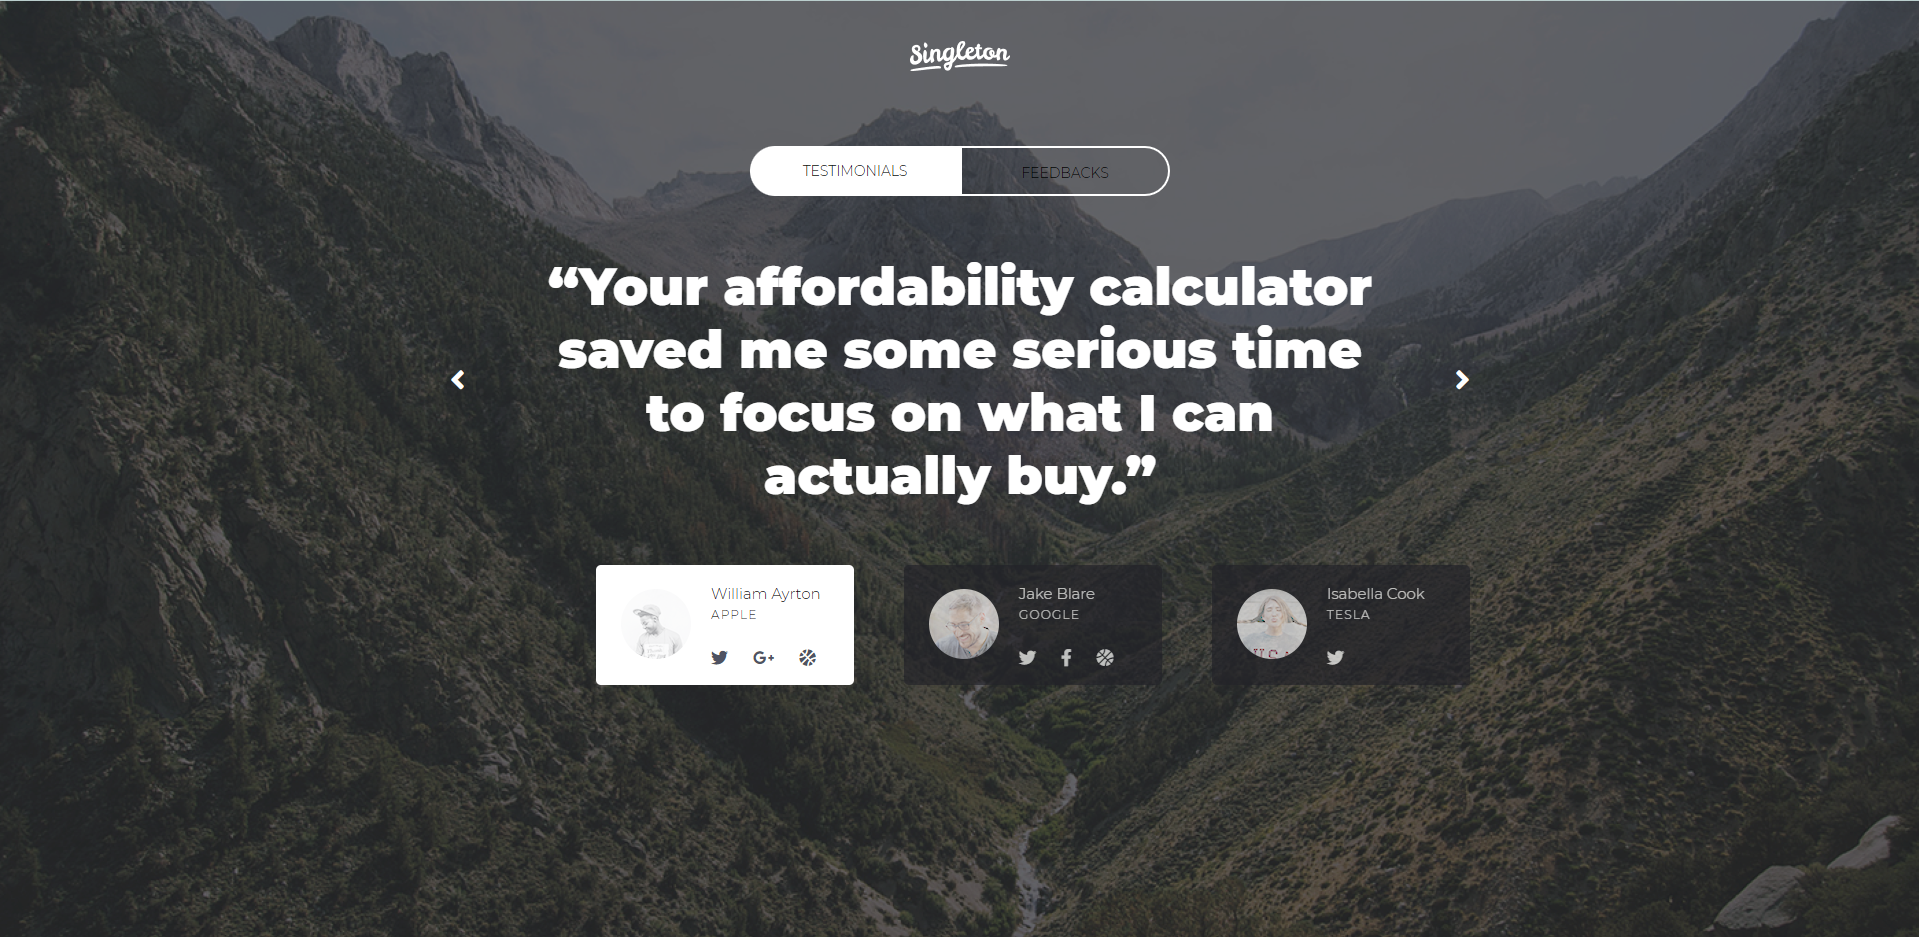 Singleton
TESTIMONIALS
FEEDBACKS
“Your affordability calculator
saved me some serious time
to focus on what I can
actually buy.”
William Ayrton
APPLE
G+
Jake Blare
GOOGLE
Isabella Cook
TESLA